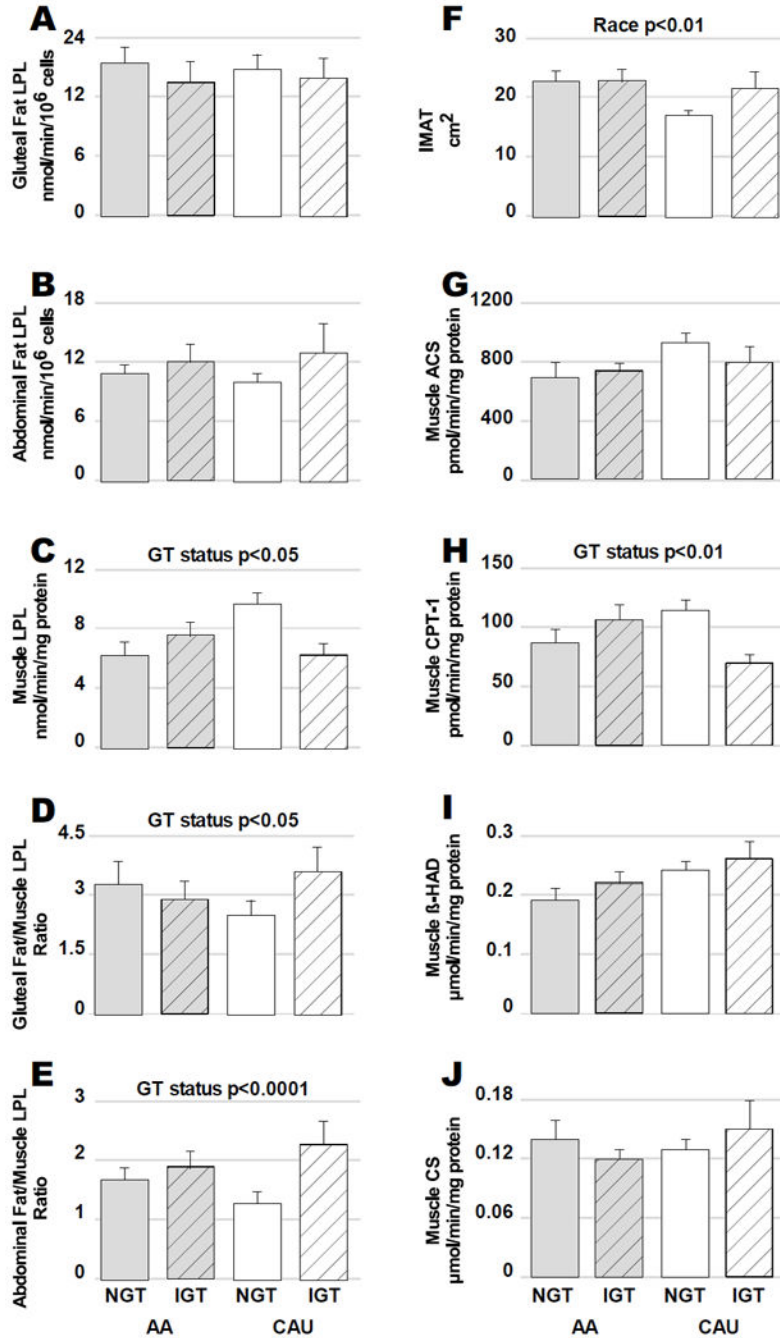 A
Gluteal Fat LPL
nmol/min/10⁶ cells
24
12
6
0
B
Abdominal Fat LPL
nmol/min/10⁶ cells
18
12
6
0
C
GT status p<0.05
Muscle LPL
nmol/min/mg protein
12
8
4
0
D
GT status p<0.05
Gluteal Fat/Muscle LPL
Ratio
4.5
3
1.5
0
E
GT status p<0.0001
Abdominal Fat/Muscle LPL
Ratio
3
2
1
0
NGT IGT NGT IGT
AA CAU
F
Race p<0.01
IMAT
cm²
30
20
10
0
G
Muscle ACS
pmol/min/mg protein
1200
800
400
0
H
GT status p<0.01
Muscle CPT-1
pmol/min/mg protein
150
100
50
0
I
Muscle ß-HAD
µmol/min/mg protein
0.3
0.2
0.1
0
J
Muscle CS
µmol/min/mg protein
0.18
0.12
0.06
0
NGT IGT NGT IGT
AA CAU